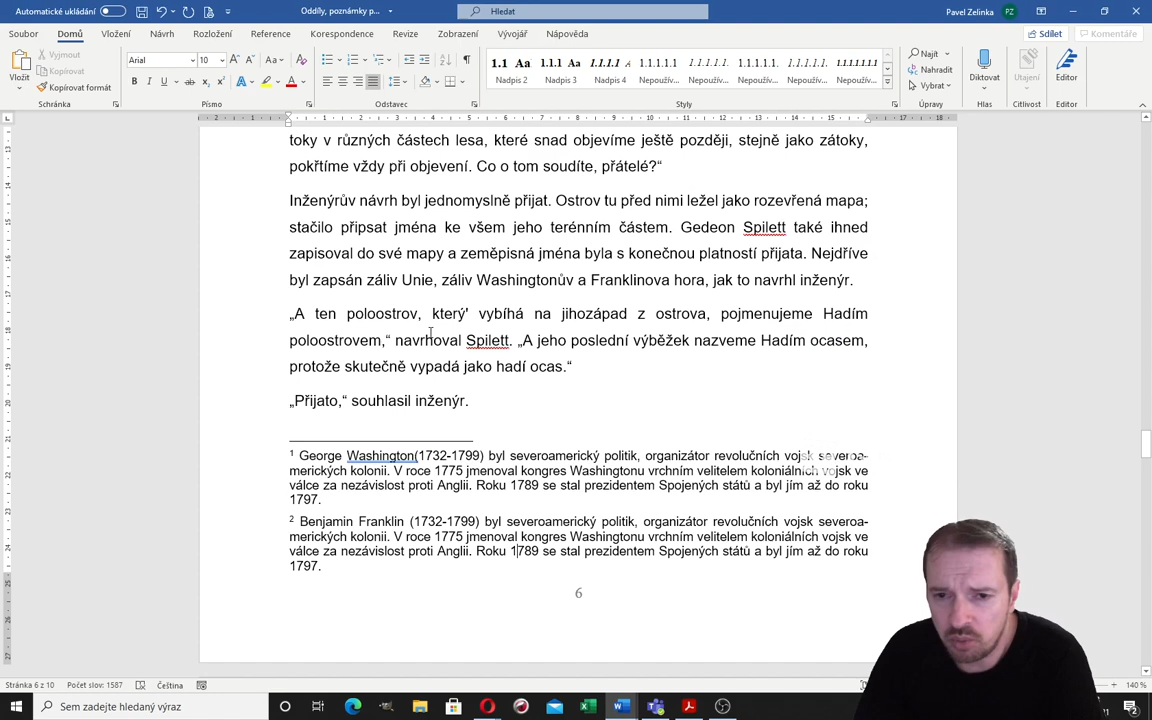 Automatické ukládání
Oddíly, poznámky p...
Hledat
Pavel Zelinka
PZ
Soubor
Domů
Vložení
Návrh
Rozložení
Reference
Korespondence
Revize
Zobrazení
Vývojář
Nápověda
Sdílet
Komentáře
Vložit
Vyjmout
Kopírovat
Kopírovat formát
Schránka
Arial
10
Písmo
Odstavec
1.1 Aa
Nadpis 2
1.1.1 Aa
Nadpis 3
1.1.1.1 A
Nadpis 4
1.1.1.1.1
Nepoužív...
1.1.1.1.1.
Nepoužív...
1.1.1.1.1.
Nepoužív...
1.1.1.1.1.
Nepoužív...
1.1.1.1.1.1
Nepoužív...
Styly
Najít
Nahradit
Vybrat
Úpravy
Diktovat
Hlas
Utajení
Citlivost
Editor
Editor
toky v různých částech lesa, které snad objevíme ještě později, stejně jako zátoky,
pokřtíme vždy při objevení. Co o tom soudíte, přátelé?“
Inženýrův návrh byl jednomyslně přijat. Ostrov tu před nimi ležel jako rozevřená mapa;
stačilo připsat jména ke všem jeho terénním částem. Gedeon Spilett také ihned
zapisoval do své mapy a zeměpisná jména byla s konečnou platností přijata. Nejdříve
byl zapsán záliv Unie, záliv Washingtonův a Franklinova hora, jak to navrhl inženýr.
„A ten poloostrov, který' vybíhá na jihozápad z ostrova, pojmenujeme Hadím
poloostrovem,“ navrhoval Spilett. „A jeho poslední výběžek nazveme Hadím ocasem,
protože skutečně vypadá jako hadí ocas.“
„Přijato,“ souhlasil inženýr.
1 George Washington(1732-1799) byl severoamerický politik, organizátor revolučních vojsk severoa-
merických kolonii. V roce 1775 jmenoval kongres Washingtonu vrchním velitelem koloniálních vojsk ve
válce za nezávislost proti Anglii. Roku 1789 se stal prezidentem Spojených států a byl jím až do roku
1797.
2 Benjamin Franklin (1732-1799) byl severoamerický politik, organizátor revolučních vojsk severoa-
merických kolonii. V roce 1775 jmenoval kongres Washingtonu vrchním velitelem koloniálních vojsk ve
válce za nezávislost proti Anglii. Roku 1789 se stal prezidentem Spojených států a byl jím až do roku
1797.
6
Stránka 6 z 10
Počet slov: 1587
Čeština
140 %
Sem zadejte hledaný výraz